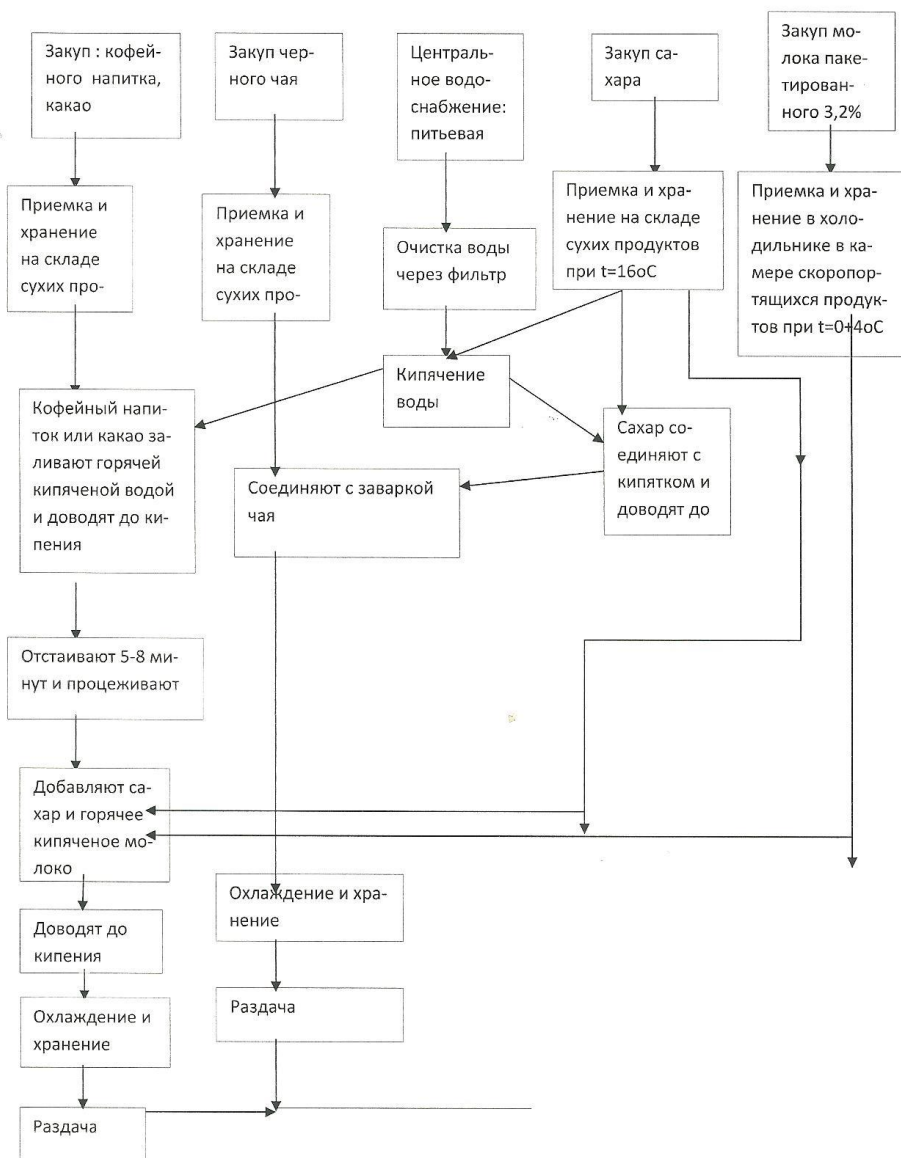 Закуп : кофей-
ного напитка,
какао
Закуп чер-
ного чая
Централь-
ное водо-
снабжение:
питьевая
Закуп са-
хара
Закуп мо-
лока паке-
тирован-
ного 3,2%
Приемка и
хранение
на складе
сухих про-
Приемка и
хранение
на складе
сухих про-
Очистка воды
через фильтр
Приемка и хра-
нение на складе
сухих продуктов
при t=16оС
Приемка и хра-
нение в холо-
дильнике в ка-
мере скоропор-
тящихся продук-
тов при t=0+4оС
Кипячение
воды
Кофейный напи-
ток или какао за-
ливают горячей
кипяченой водой
и доводят до ки-
пения
Соединяют с заваркой
чая
Сахар со-
единяют с
кипятком и
доводят до
Отстаивают 5-8 ми-
нут и процеживают
Добавляют са-
хар и горячее
кипяченое мо-
локо
Охлаждение и хра-
нение
Доводят до
кипения
Раздача
Охлаждение и
хранение
Раздача